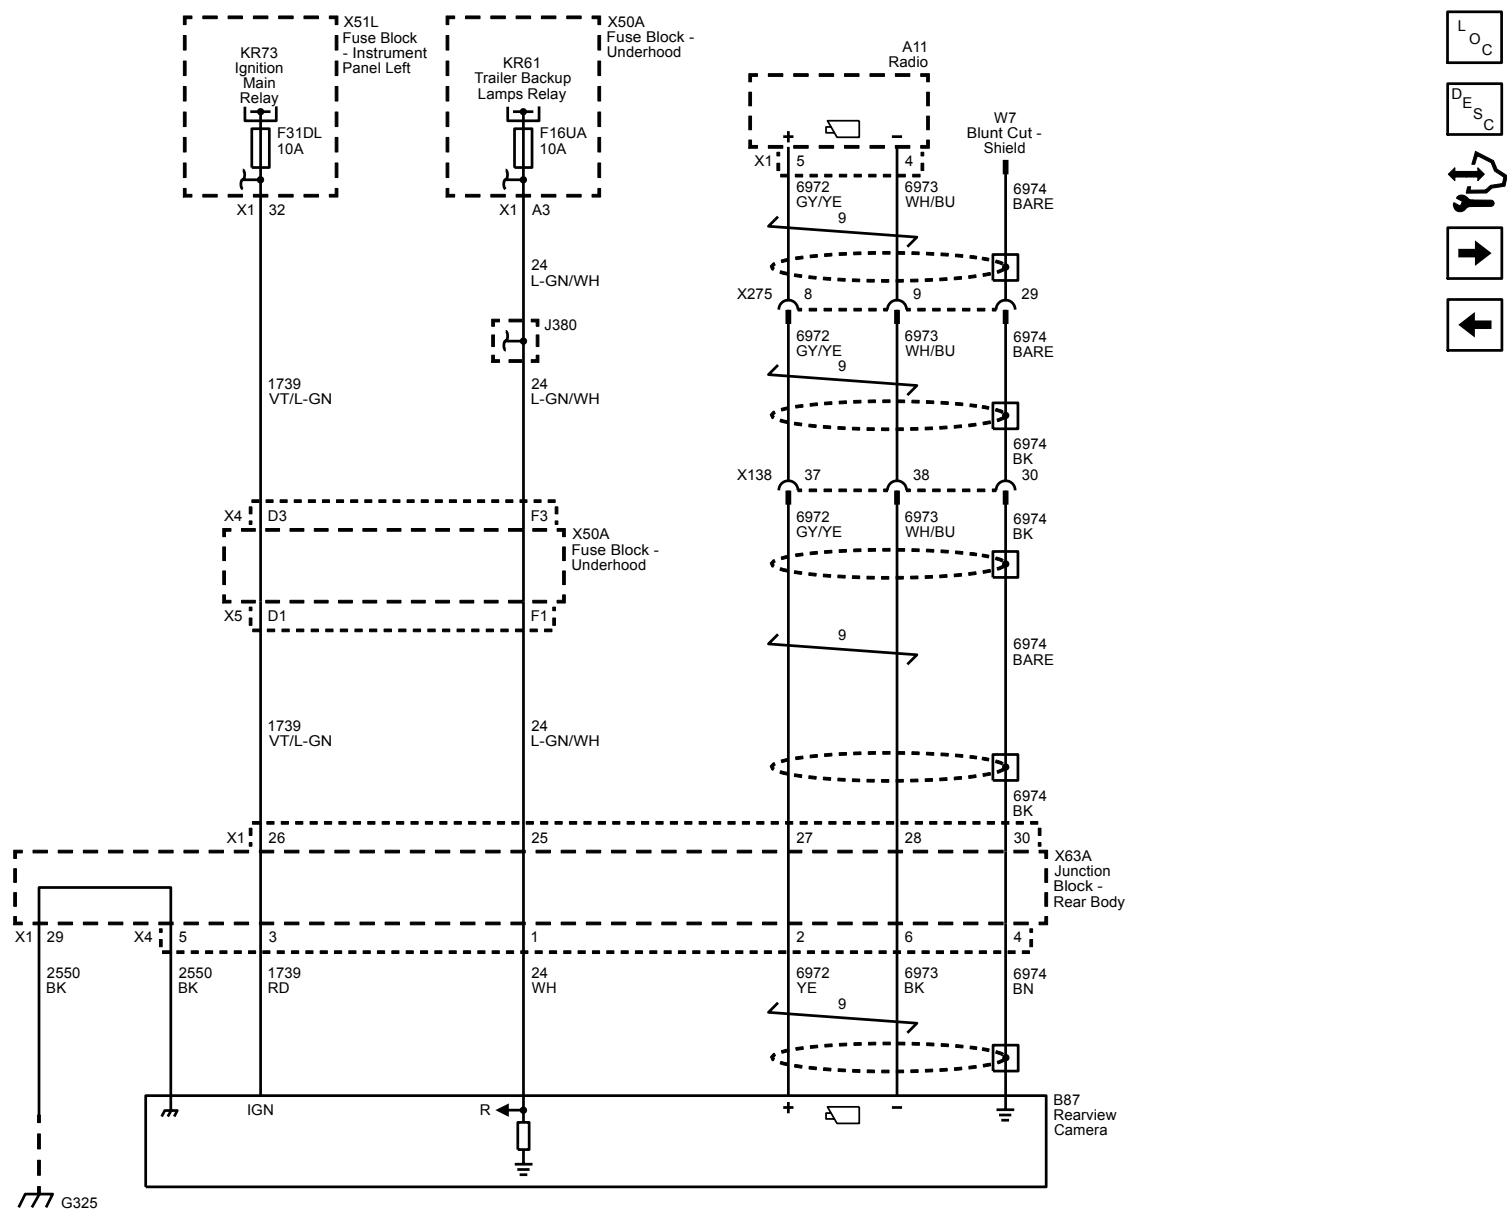 X51L
Fuse Block
- Instrument
Panel Left
KR73
Ignition
Main
Relay
F31DL
10A
X1 32
X50A
Fuse Block -
Underhood
KR61
Trailer Backup
Lamps Relay
F16UA
10A
X1 A3
A11
Radio
+ −
X1 5 4
W7
Blunt Cut -
Shield
L
O
C
D
E
S
C
6972
GY/YE
6973
WH/BU
6974
BARE
9
24
L-GN/WH
X275 8 9 29
J380
6972
GY/YE
6973
WH/BU
6974
BARE
9
1739
VT/L-GN
24
L-GN/WH
6974
BK
X138 37 38 30
X4 D3 F3
6972
GY/YE
6973
WH/BU
6974
BK
X50A
Fuse Block -
Underhood
X5 D1 F1
9
6974
BARE
1739
VT/L-GN
24
L-GN/WH
6974
BK
X1 26 25 27 28 30
X63A
Junction
Block -
Rear Body
X1 29 X4 5 3 1 2 6 4
2550
BK
2550
BK
1739
RD
24
WH
6972
YE
6973
BK
6974
BN
9
IGN R + −
B87
Rearview
Camera
G325